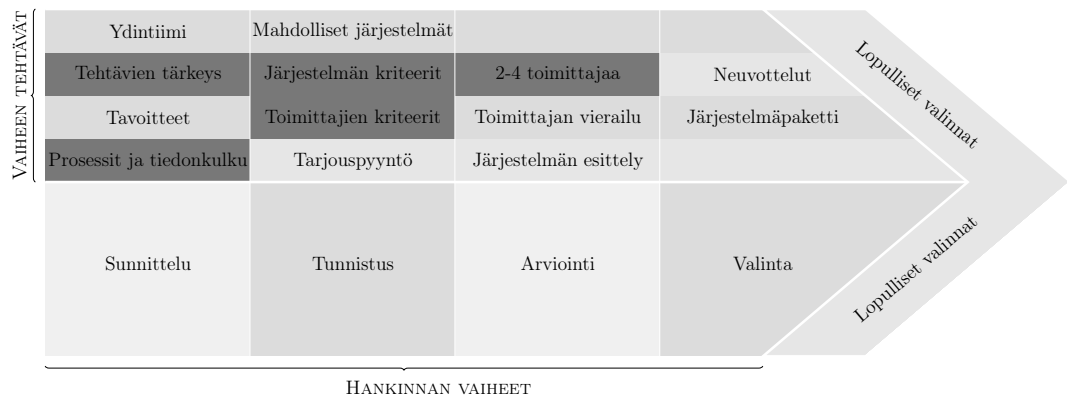 VAIHEEN TEHTÄVÄT
Ydintiimi
Mahdolliset järjestelmät
Tehtävien tärkeys
Järjestelmän kriteerit
2-4 toimittajaa
Neuvottelut
Tavoitteet
Toimittajien kriteerit
Toimittajan vierailu
Järjestelmäpaketti
Prosessit ja tiedonkulku
Tarjouspyyntö
Järjestelmän esittely
Lopulliset valinnat
Sunnittelu
Tunnistus
Arviointi
Valinta
Lopulliset valinnat
HANKINNAN VAIHEET